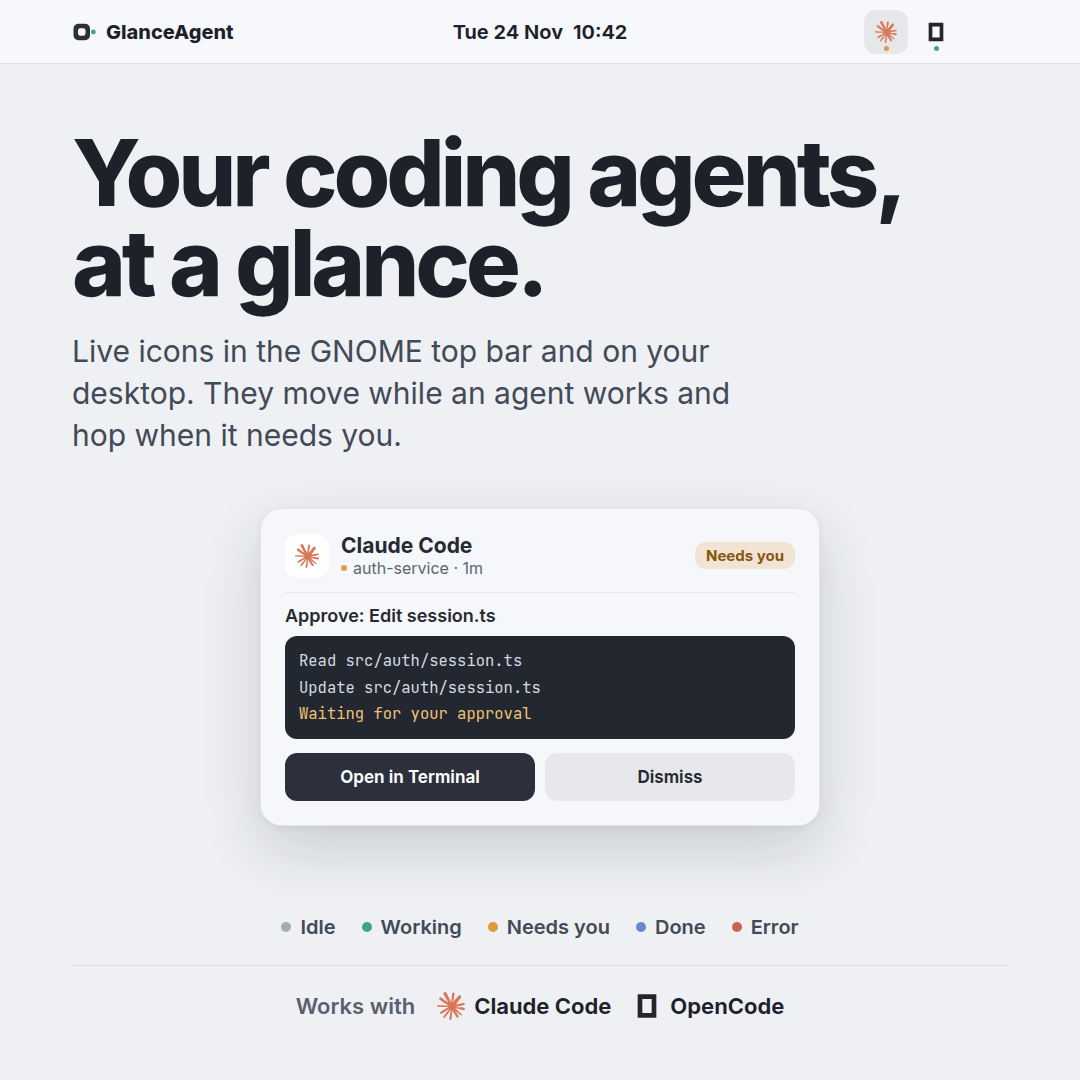 GlanceAgent
Tue 24 Nov 10:42
Your coding agents,
at a glance.
Live icons in the GNOME top bar and on your
desktop. They move while an agent works and
hop when it needs you.
Claude Code
auth-service · 1m
Needs you
Approve: Edit session.ts
Read src/auth/session.ts
Update src/auth/session.ts
Waiting for your approval
Open in Terminal
Dismiss
Idle Working Needs you Done Error
Works with Claude Code OpenCode